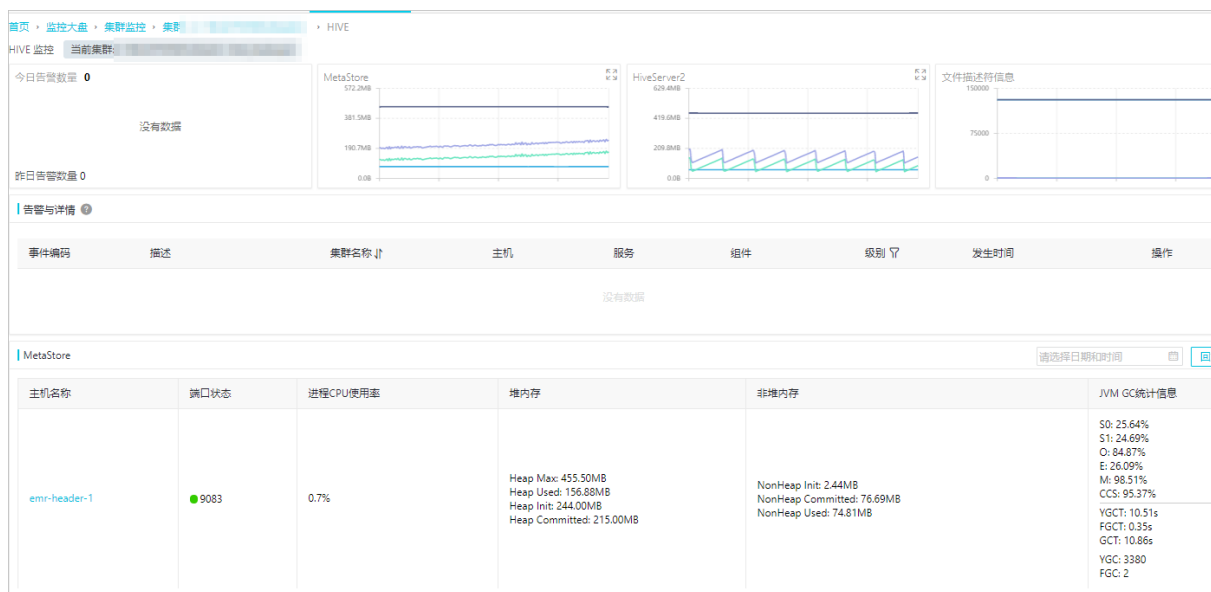 首页 › 监控大盘 › 集群监控 › 集群 › HIVE
HIVE 监控 当前集群:
今日告警数量 0
没有数据
昨日告警数量 0
MetaStore
572.2MB
381.5MB
190.7MB
0.0B
HiveServer2
629.4MB
419.6MB
209.8MB
0.0B
文件描述符信息
150000
75000
0
告警与详情 ?
事件编码 描述 集群名称 主机 服务 组件 级别 发生时间 操作
没有数据
MetaStore
请选择日期和时间
主机名称 端口状态 进程CPU使用率 堆内存 非堆内存 JVM GC统计信息
emr-header-1
9083
0.7%
Heap Max: 455.50MB
Heap Used: 156.88MB
Heap Init: 244.00MB
Heap Committed: 215.00MB
NonHeap Init: 2.44MB
NonHeap Committed: 76.69MB
NonHeap Used: 74.81MB
S0: 25.64%
S1: 24.69%
O: 84.87%
E: 26.09%
M: 98.51%
CCS: 95.37%
YGCT: 10.51s
FGCT: 0.35s
GCT: 10.86s
YGC: 3380
FGC: 2